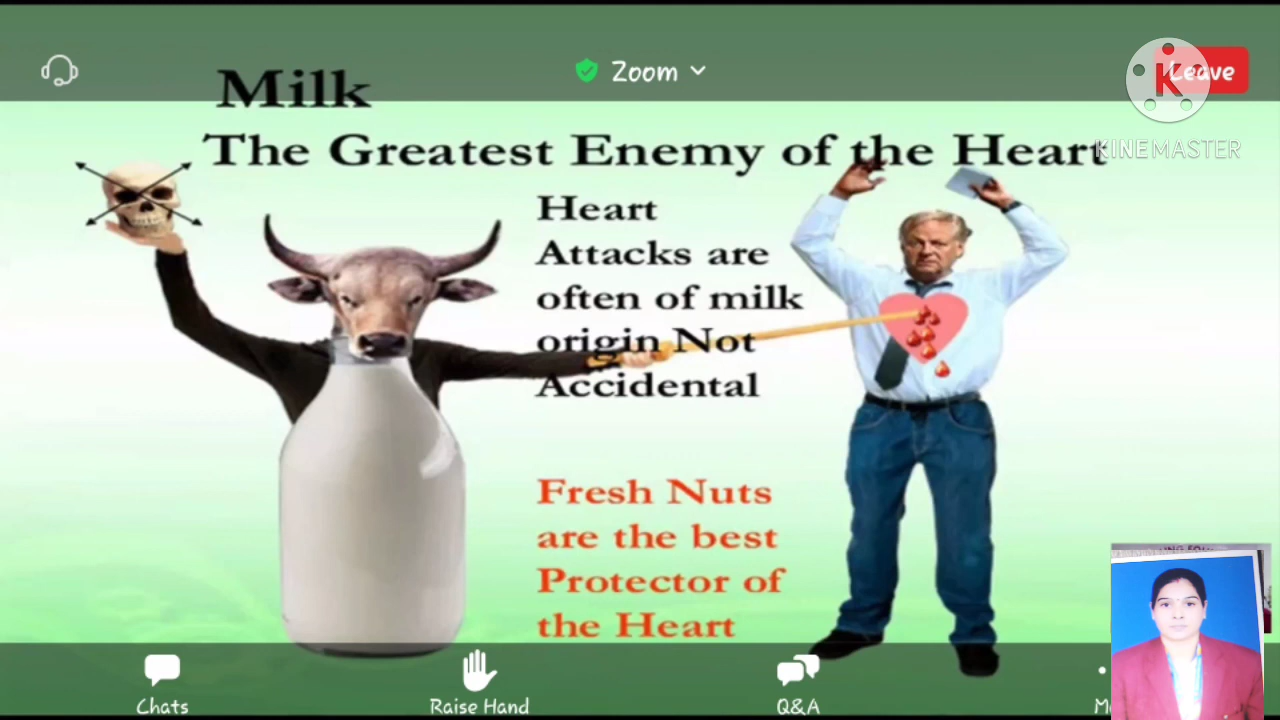 Zoom
Leave
K
KINEMASTER
Milk
The Greatest Enemy of the Heart
Heart
Attacks are
often of milk
origin Not
Accidental
Fresh Nuts
are the best
Protector of
the Heart
Chats
Raise Hand
Q&A